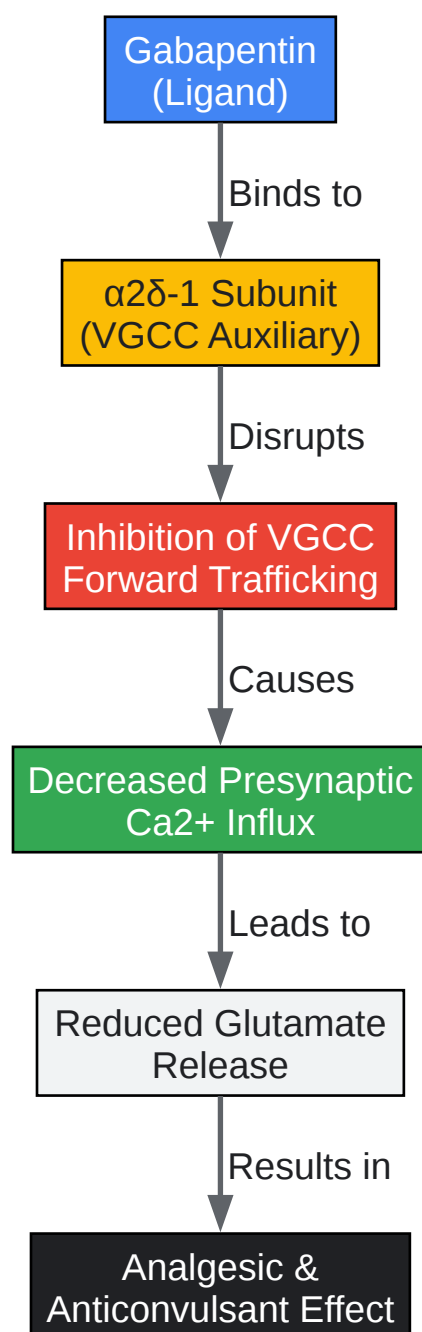 Gabapentin
(Ligand)
Binds to
α2δ-1 Subunit
(VGCC Auxiliary)
Disrupts
Inhibition of VGCC
Forward Trafficking
Causes
Decreased Presynaptic
Ca2+ Influx
Leads to
Reduced Glutamate
Release
Results in
Analgesic &
Anticonvulsant Effect